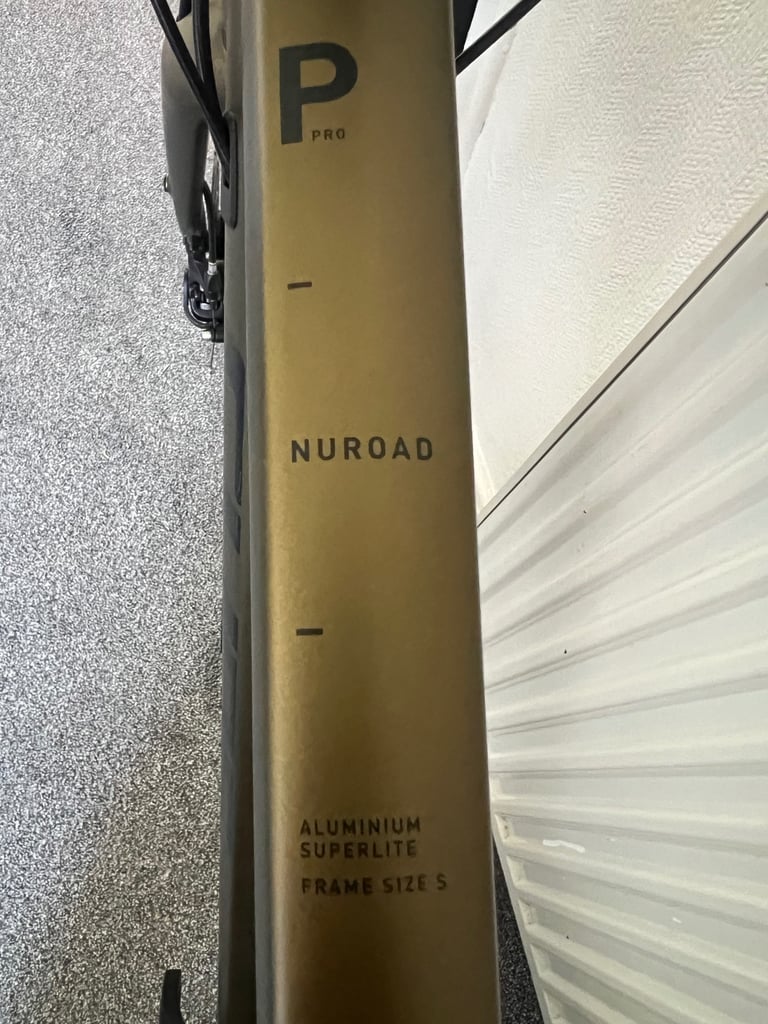 P
PRO
NUROAD
ALUMINIUM
SUPERLITE
FRAME SIZE S